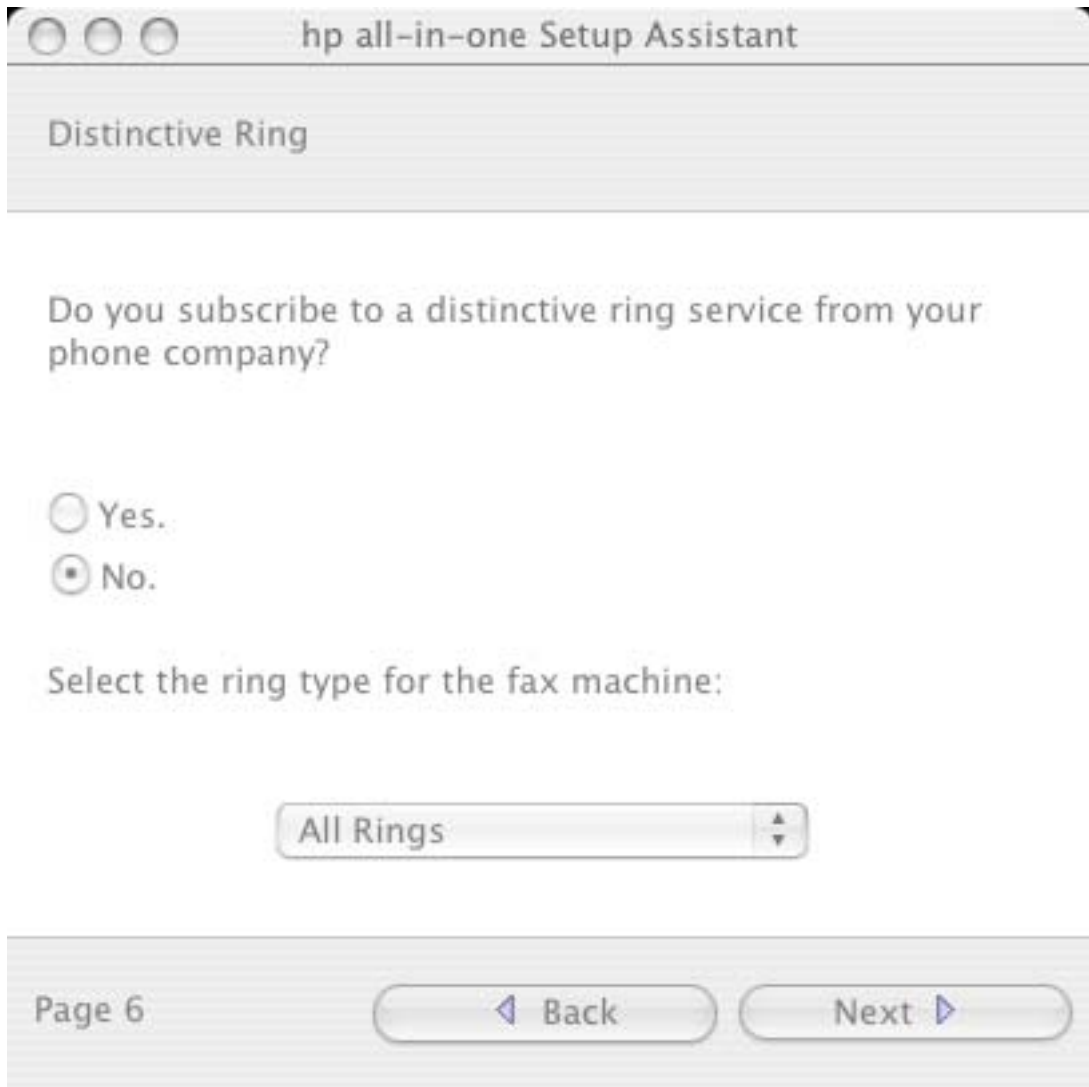 hp all-in-one Setup Assistant
Distinctive Ring
Do you subscribe to a distinctive ring service from your
phone company?
Yes.
No.
Select the ring type for the fax machine:
All Rings
Page 6
Back
Next